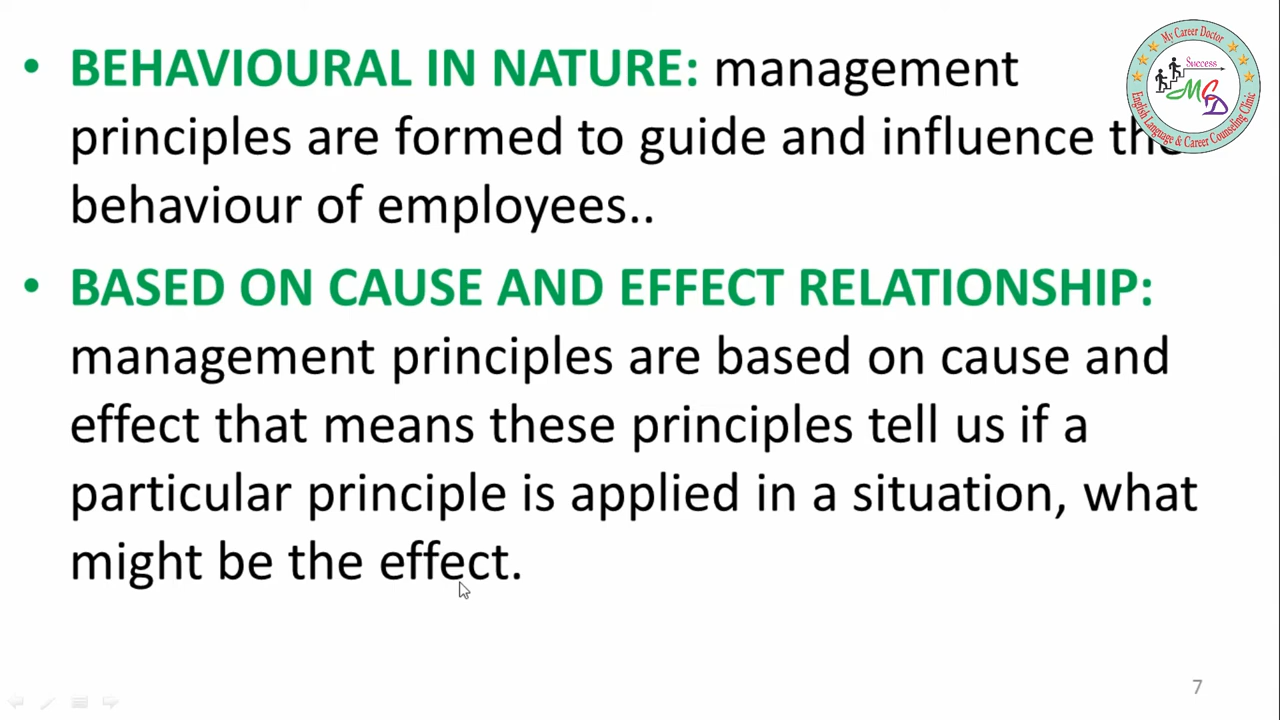 • BEHAVIOURAL IN NATURE: management
principles are formed to guide and influence the
behaviour of employees..
• BASED ON CAUSE AND EFFECT RELATIONSHIP:
management principles are based on cause and
effect that means these principles tell us if a
particular principle is applied in a situation, what
might be the effect.
My Career Doctor
Success
MCD
English Language & Career Counseling Clinic
7